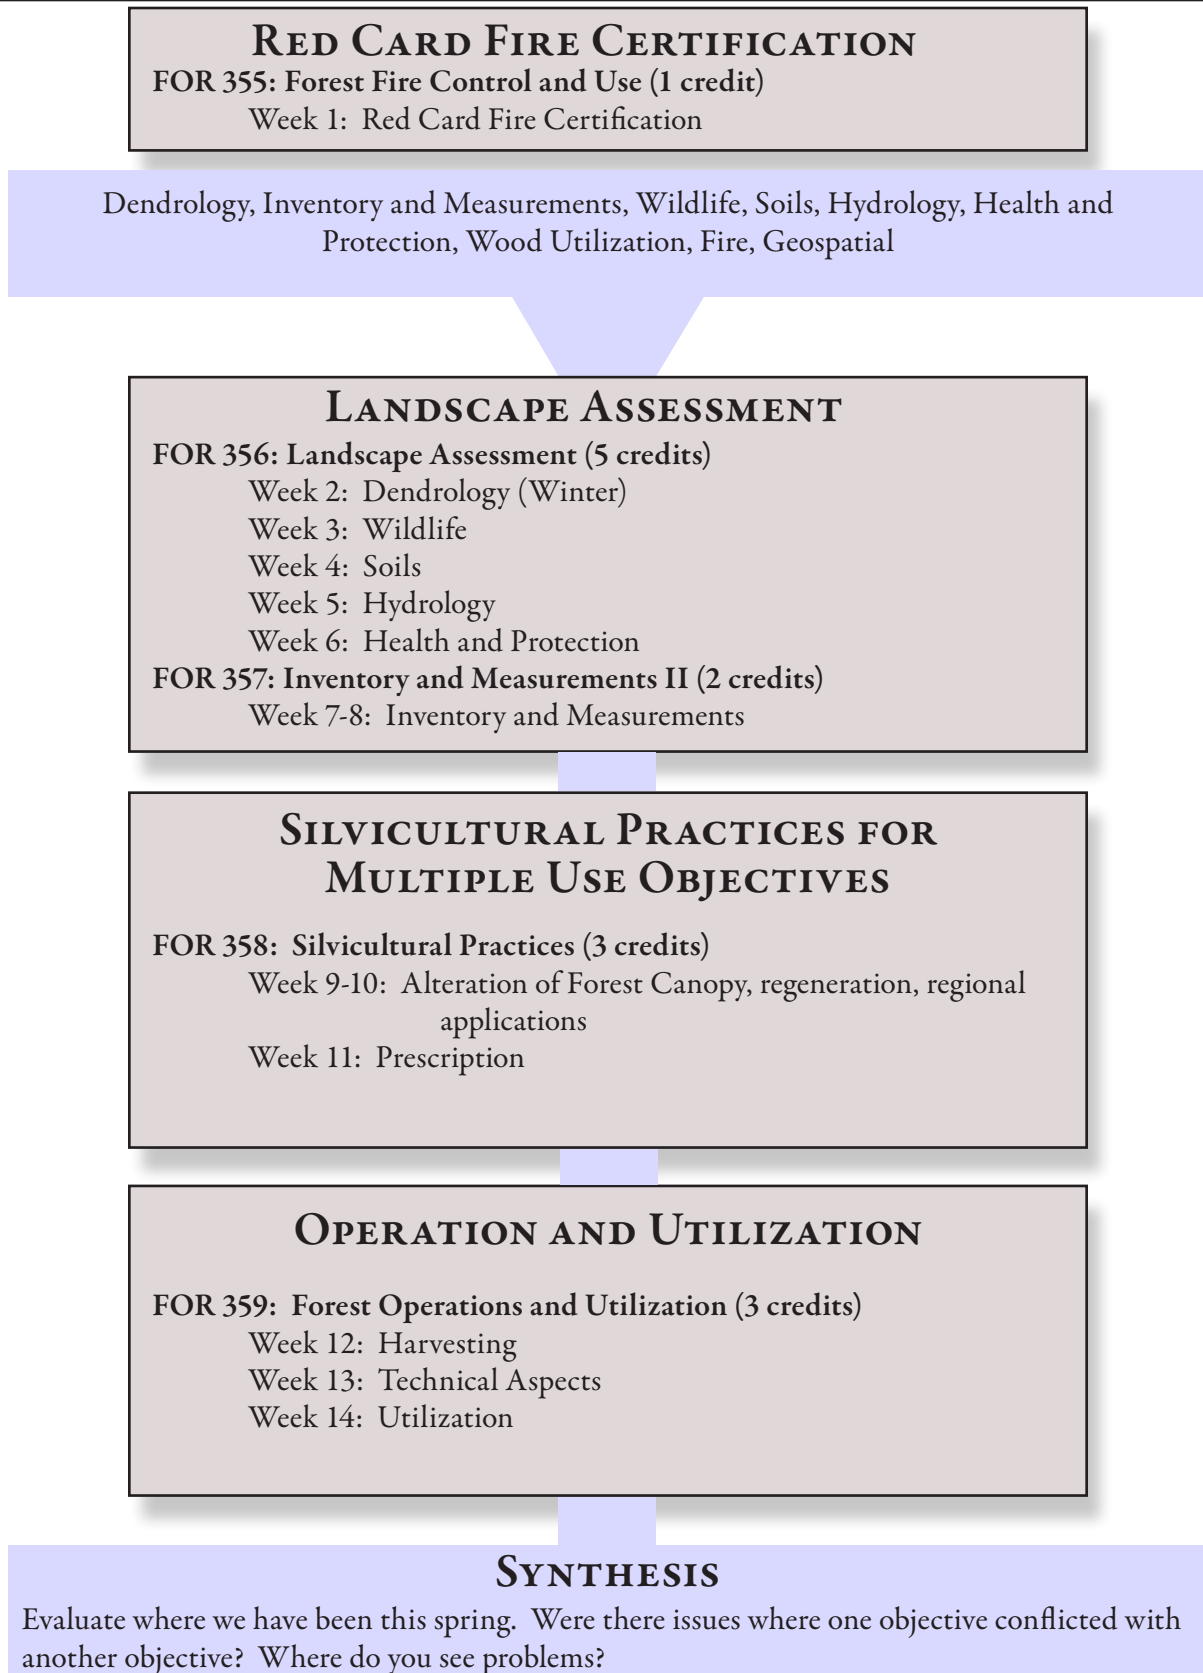 Red Card Fire Certification
FOR 355: Forest Fire Control and Use (1 credit)
Week 1: Red Card Fire Certification
Dendrology, Inventory and Measurements, Wildlife, Soils, Hydrology, Health and
Protection, Wood Utilization, Fire, Geospatial
Landscape Assessment
FOR 356: Landscape Assessment (5 credits)
Week 2: Dendrology (Winter)
Week 3: Wildlife
Week 4: Soils
Week 5: Hydrology
Week 6: Health and Protection
FOR 357: Inventory and Measurements II (2 credits)
Week 7-8: Inventory and Measurements
Silvicultural Practices for
Multiple Use Objectives
FOR 358: Silvicultural Practices (3 credits)
Week 9-10: Alteration of Forest Canopy, regeneration, regional
applications
Week 11: Prescription
Operation and Utilization
FOR 359: Forest Operations and Utilization (3 credits)
Week 12: Harvesting
Week 13: Technical Aspects
Week 14: Utilization
Synthesis
Evaluate where we have been this spring. Were there issues where one objective conflicted with
another objective? Where do you see problems?